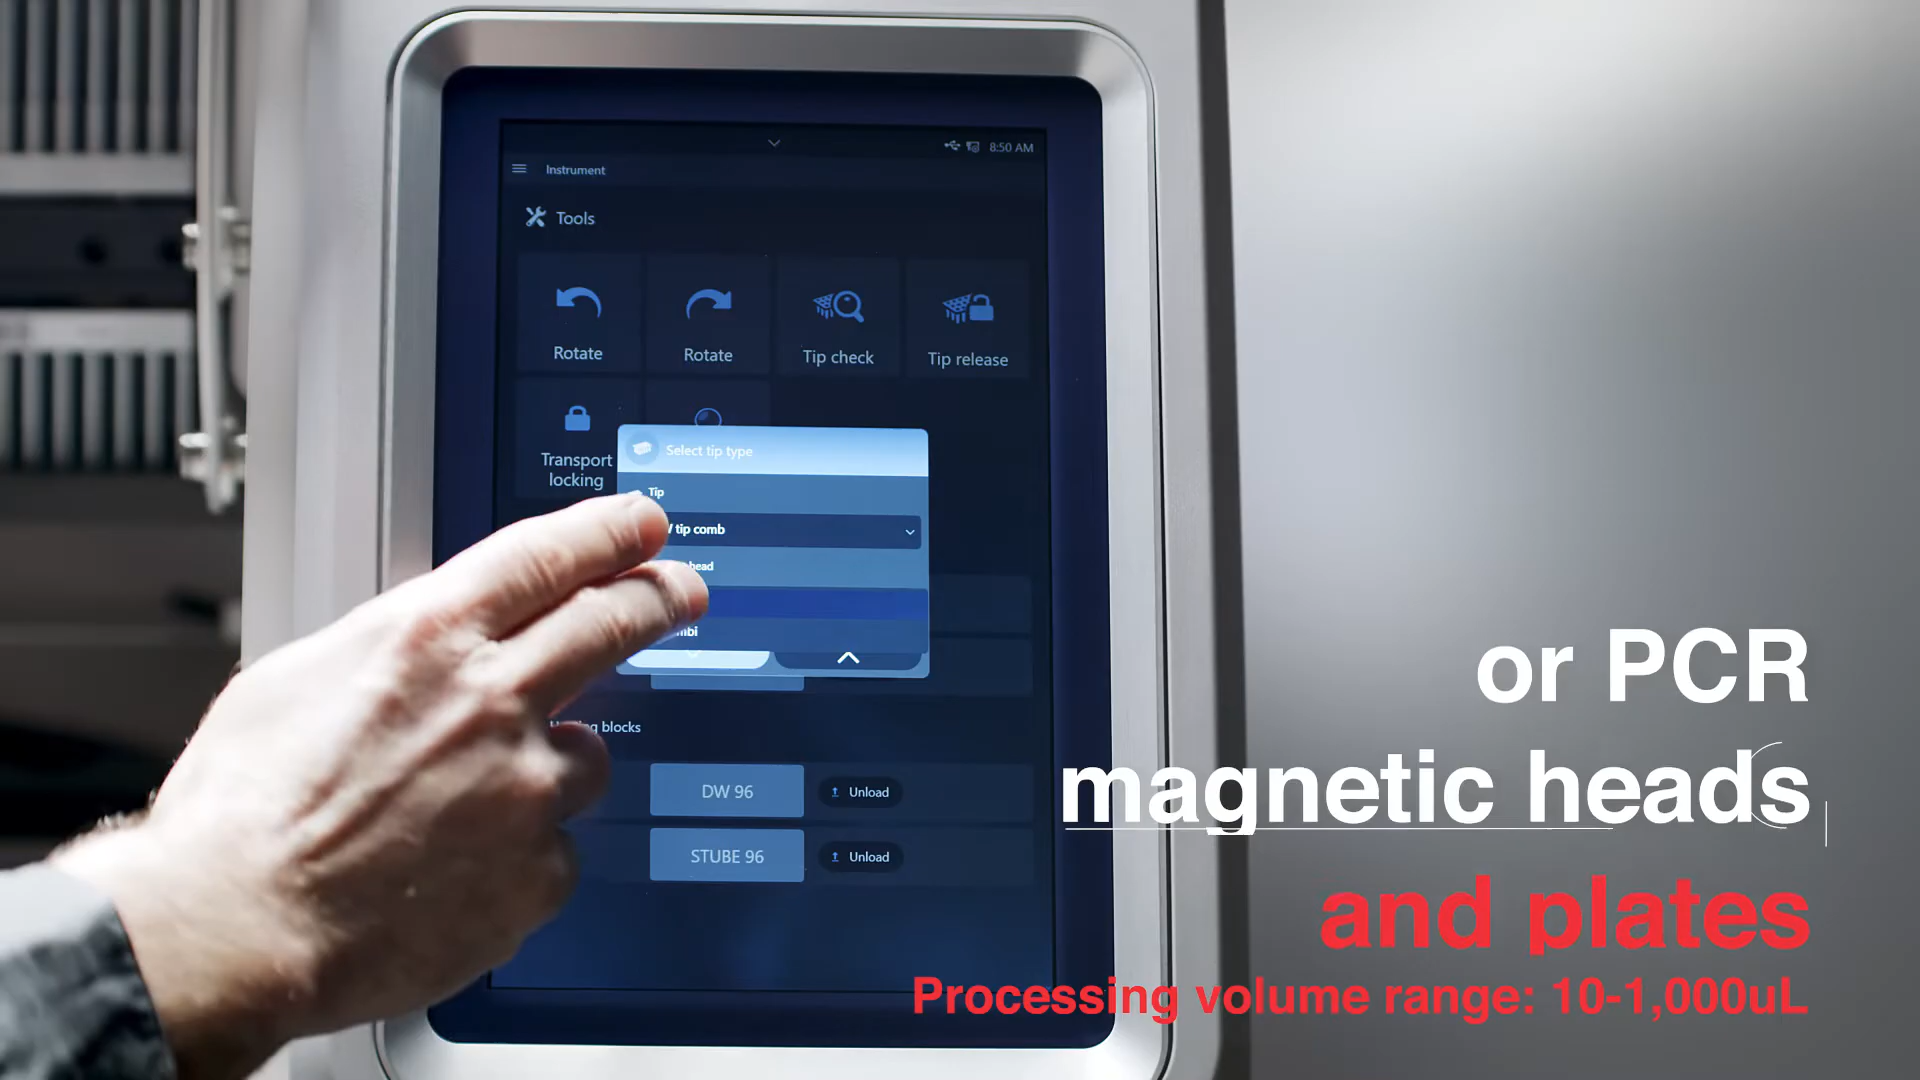 8:50 AM
Instrument
Tools
Rotate
Rotate
Tip check
Tip release
Transport
locking
Select tip type
Tip
tip comb
head
blocks
DW 96
Unload
STUBE 96
Unload
or PCR
magnetic heads
and plates
Processing volume range: 10-1,000uL